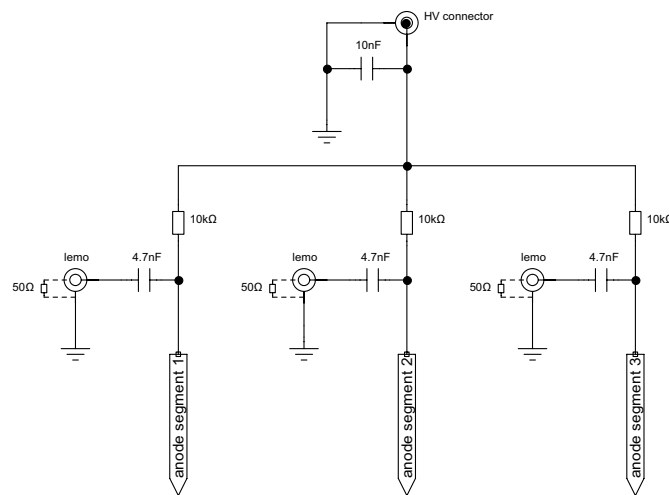 HV connector
10nF
10kΩ
10kΩ
10kΩ
lemo
4.7nF
lemo
4.7nF
lemo
4.7nF
50Ω
50Ω
50Ω
anode segment 1
anode segment 2
anode segment 3